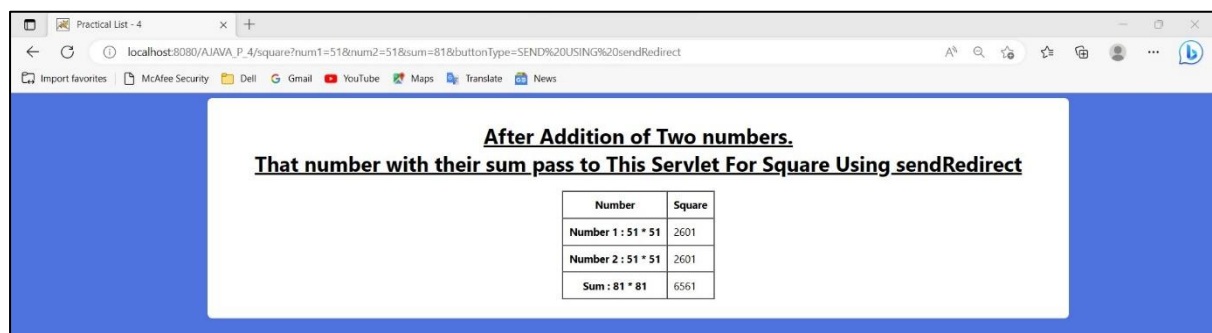 Practical List - 4
localhost:8080/AJAVA_P_4/square?num1=51&num2=51&sum=81&buttonType=SEND%20USING%20sendRedirect
Import favorites McAfee Security Dell Gmail YouTube Maps Translate News
After Addition of Two numbers.
That number with their sum pass to This Servlet For Square Using sendRedirect
Number Square
Number 1 : 51 * 51 2601
Number 2 : 51 * 51 2601
Sum : 81 * 81 6561